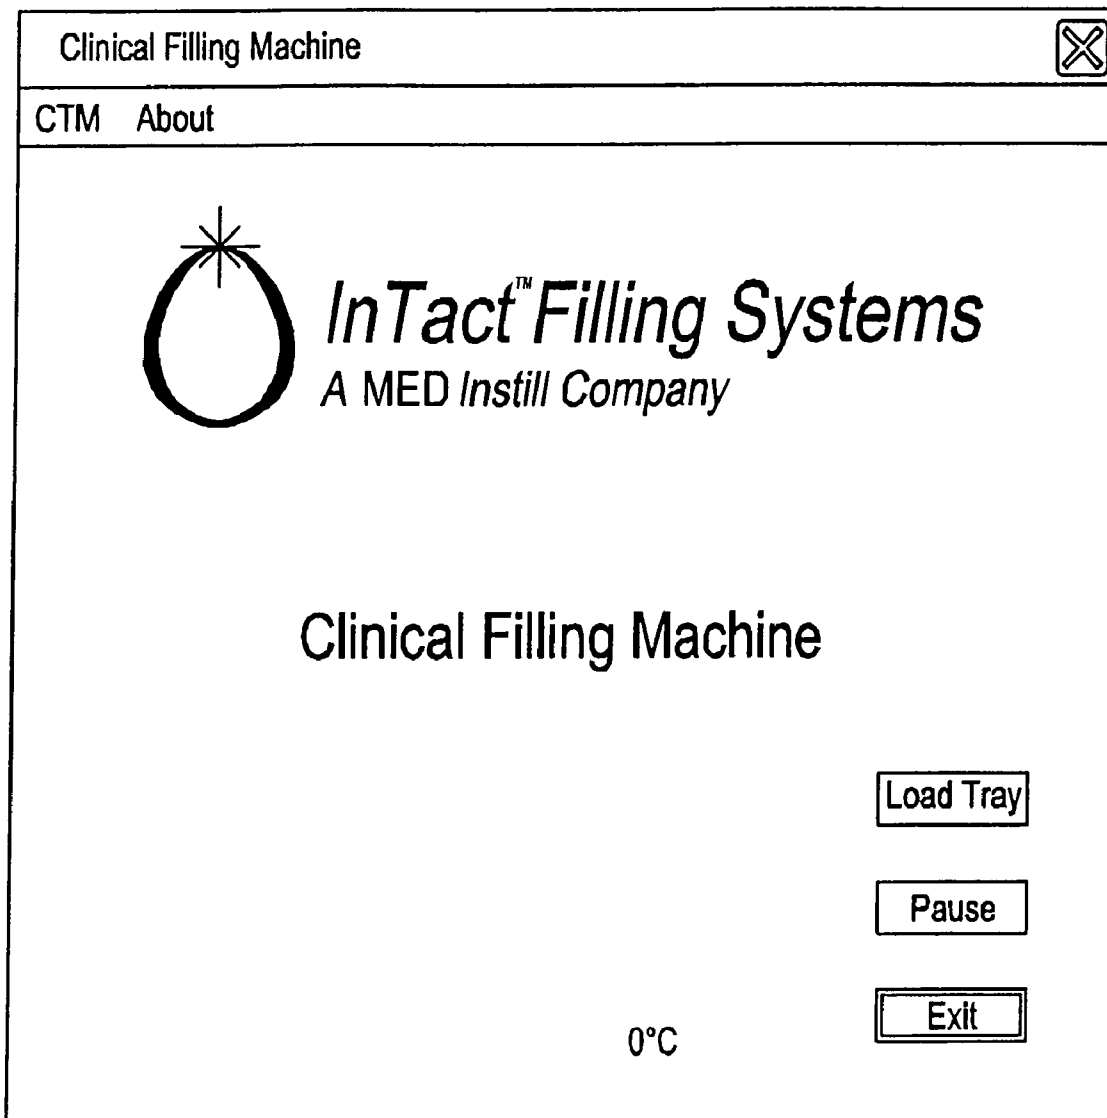 Clinical Filling Machine
CTM About
InTact™ Filling Systems
A MED Instill Company
Clinical Filling Machine
Load Tray
Pause
Exit
0°C